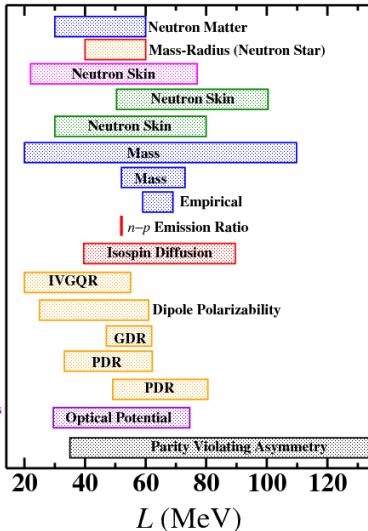 Neutron Matter
Mass-Radius (Neutron Star)
Neutron Skin
Neutron Skin
Neutron Skin
Mass
Mass
Empirical
n−p Emission Ratio
Isospin Diffusion
IVGQR
Dipole Polarizability
GDR
PDR
PDR
Optical Potential
Parity Violating Asymmetry
20 40 60 80 100 120
L (MeV)